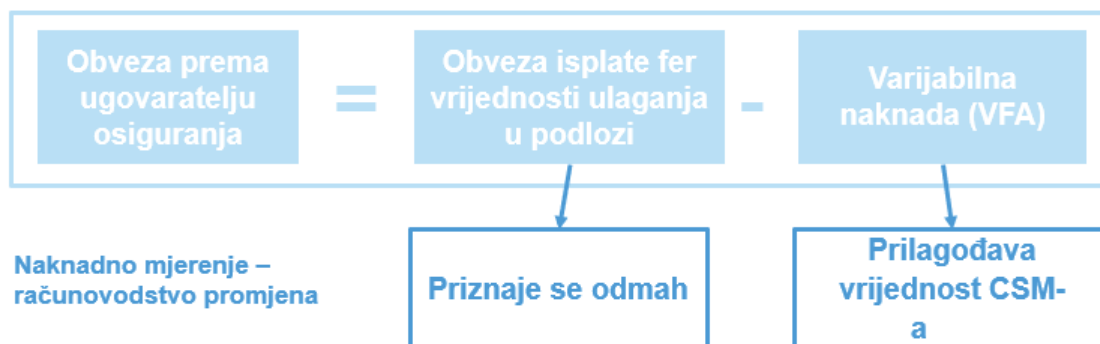 Obveza prema
ugovaratelju
osiguranja
=
Obveza isplate fer
vrijednosti ulaganja
u podlozi
-
Varijabilna
naknada (VFA)
Naknadno mjerenje –
računovodstvo promjena
Priznaje se odmah
Prilagođava
vrijednost CSM-
a